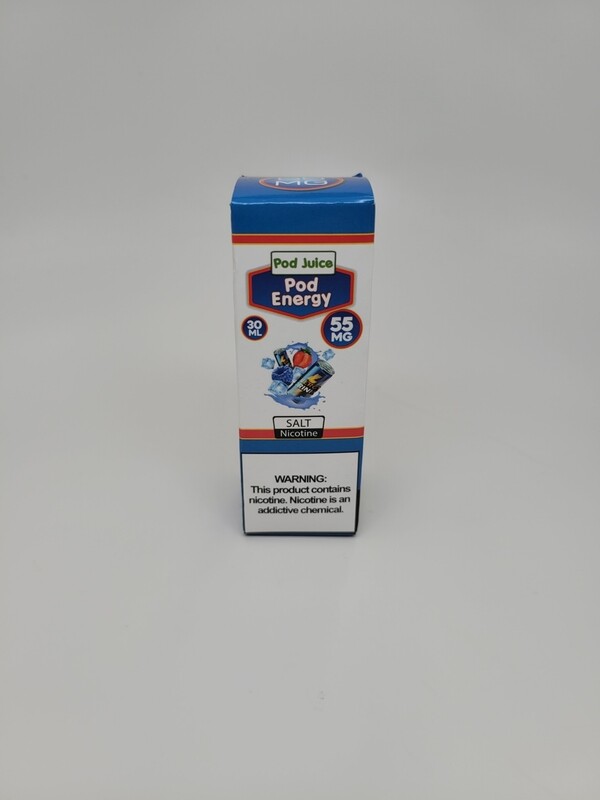 MG
Pod Juice
Pod
Energy
30
ML
55
MG
SALT
Nicotine
WARNING:
This product contains
nicotine. Nicotine is an
addictive chemical.